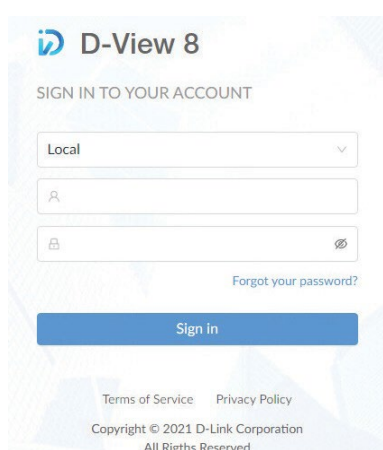 D-View 8
SIGN IN TO YOUR ACCOUNT
Local
Forgot your password?
Sign in
Terms of Service Privacy Policy
Copyright © 2021 D-Link Corporation
All Rigths Reserved